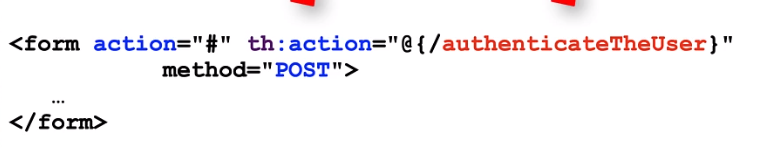 <form action="#" th:action="@{/authenticateTheUser}"
method="POST">
…
</form>